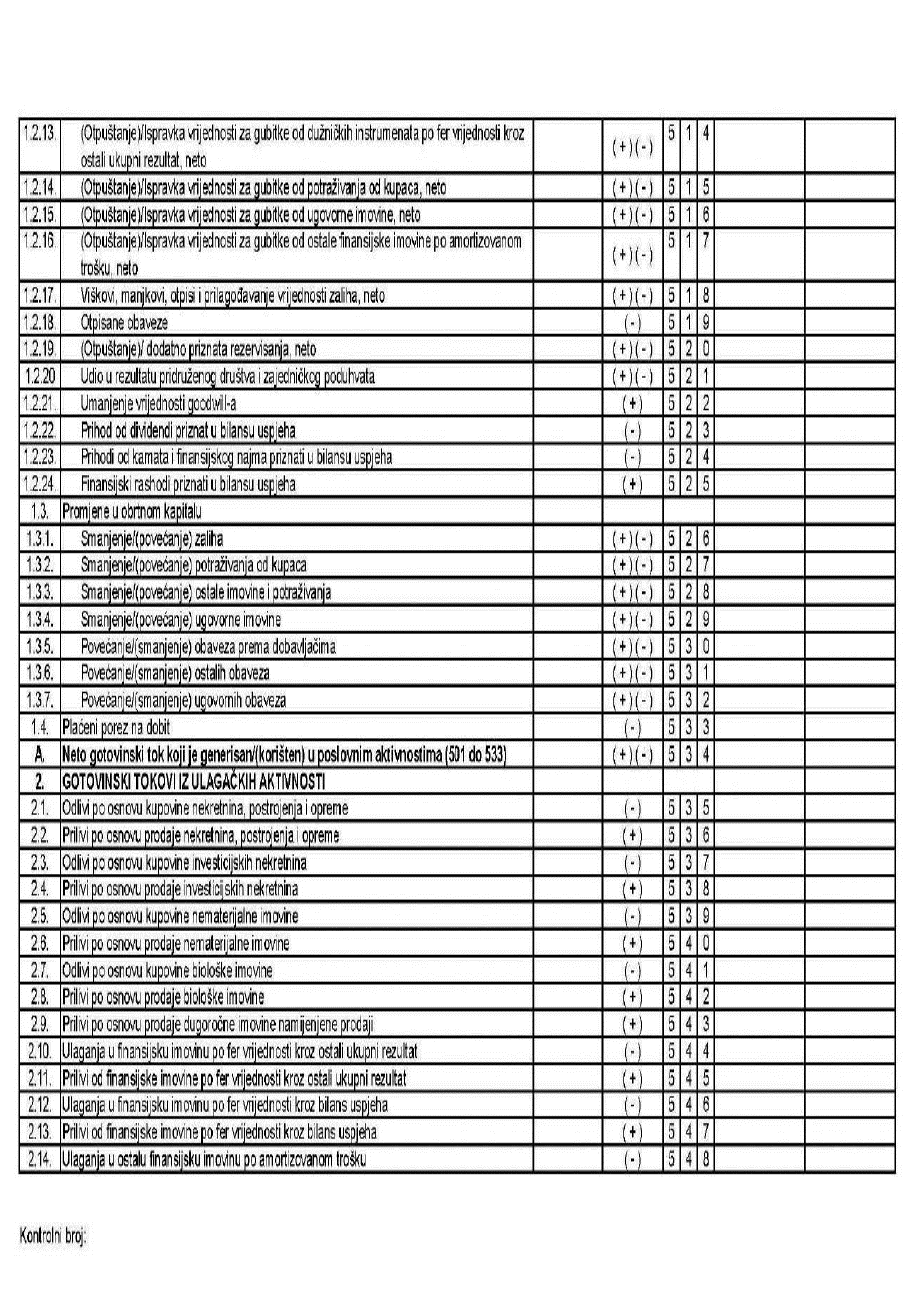 1.2.13. (Otpuštanje)/Ispravka vrijednosti za gubitke od dužničkih instrumenata po fer vrijednosti kroz
ostali ukupni rezultat, neto (+)(-) 5 1 4
1.2.14. (Otpuštanje)/Ispravka vrijednosti za gubitke od potraživanja od kupaca, neto (+)(-) 5 1 5
1.2.15. (Otpuštanje)/Ispravka vrijednosti za gubitke od ugovorne imovine, neto (+)(-) 5 1 6
1.2.16. (Otpuštanje)/Ispravka vrijednosti za gubitke od ostale finansijske imovine po amortizovanom
trošku, neto (+)(-) 5 1 7
1.2.17. Viškovi, manjkovi, otpisi i prilagođavanje vrijednosti zaliha, neto (+)(-) 5 1 8
1.2.18. Otpisane obaveze (-) 5 1 9
1.2.19. (Otpuštanje)/ dodatno priznata rezervisanja, neto (+)(-) 5 2 0
1.2.20 Udio u rezultatu pridruženog društva i zajedničkog poduhvata (+)(-) 5 2 1
1.2.21. Umanjenje vrijednosti goodwill-a (+) 5 2 2
1.2.22. Prihod od dividendi priznat u bilansu uspjeha (-) 5 2 3
1.2.23. Prihodi od kamata i finansijskog najma priznati u bilansu uspjeha (-) 5 2 4
1.2.24. Finansijski rashodi priznati u bilansu uspjeha (+) 5 2 5
1.3. Promjene u obrtnom kapitalu
1.3.1. Smanjenje/(povećanje) zaliha (+)(-) 5 2 6
1.3.2. Smanjenje/(povećanje) potraživanja od kupaca (+)(-) 5 2 7
1.3.3. Smanjenje/(povećanje) ostale imovine i potraživanja (+)(-) 5 2 8
1.3.4. Smanjenje/(povećanje) ugovorne imovine (+)(-) 5 2 9
1.3.5. Povećanje/(smanjenje) obaveza prema dobavljačima (+)(-) 5 3 0
1.3.6. Povećanje/(smanjenje) ostalih obaveza (+)(-) 5 3 1
1.3.7. Povećanje/(smanjenje) ugovornih obaveza (+)(-) 5 3 2
1.4. Plaćeni porez na dobit (-) 5 3 3
A. Neto gotovinski tok koji je generisan/(korišten) u poslovnim aktivnostima (501 do 533) (+)(-) 5 3 4
2. GOTOVINSKI TOKOVI IZ ULAGAČKIH AKTIVNOSTI
2.1. Odlivi po osnovu kupovine nekretnina, postrojenja i opreme (-) 5 3 5
2.2. Prilivi po osnovu prodaje nekretnina, postrojenja i opreme (+) 5 3 6
2.3. Odlivi po osnovu kupovine investicijskih nekretnina (-) 5 3 7
2.4. Prilivi po osnovu prodaje investicijskih nekretnina (+) 5 3 8
2.5. Odlivi po osnovu kupovine nematerijalne imovine (-) 5 3 9
2.6. Prilivi po osnovu prodaje nematerijalne imovine (+) 5 4 0
2.7. Odlivi po osnovu kupovine biološke imovine (-) 5 4 1
2.8. Prilivi po osnovu prodaje biološke imovine (+) 5 4 2
2.9. Prilivi po osnovu prodaje dugoročne imovine namijenjene prodaji (+) 5 4 3
2.10. Ulaganja u finansijsku imovinu po fer vrijednosti kroz ostali ukupni rezultat (-) 5 4 4
2.11. Prilivi od finansijske imovine po fer vrijednosti kroz ostali ukupni rezultat (+) 5 4 5
2.12. Ulaganja u finansijsku imovinu po fer vrijednosti kroz bilans uspjeha (-) 5 4 6
2.13. Prilivi od finansijske imovine po fer vrijednosti kroz bilans uspjeha (+) 5 4 7
2.14. Ulaganja u ostalu finansijsku imovinu po amortizovanom trošku (-) 5 4 8
Kontrolni broj: